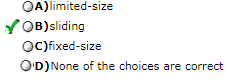 A)limited-size
B)sliding
C)fixed-size
D)None of the choices are correct